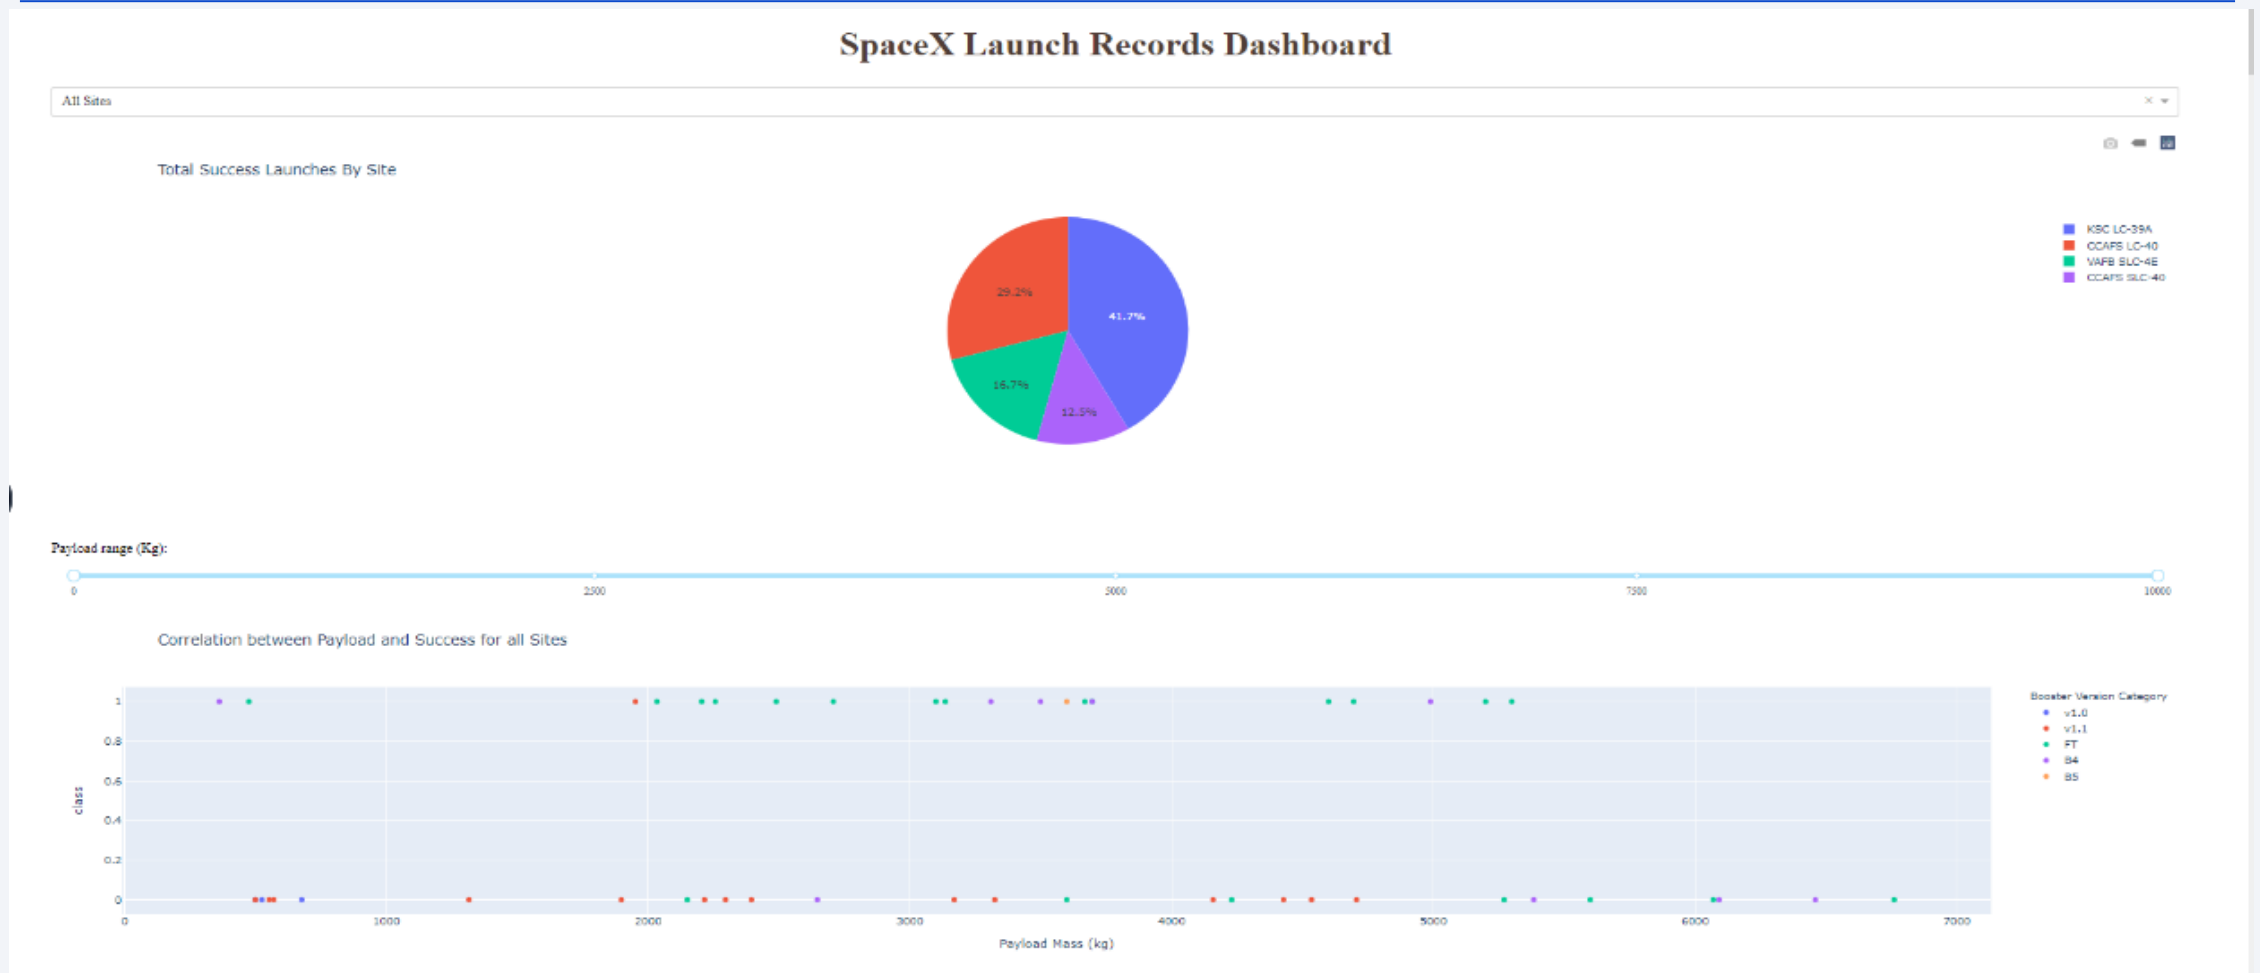 SpaceX Launch Records Dashboard
All Sites
Total Success Launches By Site
KSC LC-39A
CCAFS LC-40
VAFB SLC-4E
CCAFS SLC-40
29.2%
41.7%
16.7%
12.5%
Payload range (Kg):
0 2500 5000 7500 10000
Correlation between Payload and Success for all Sites
Booster Version Category
v1.0
v1.1
FT
B4
B5
class
1
0.8
0.6
0.4
0.2
0
0 1000 2000 3000 4000 5000 6000 7000
Payload Mass (kg)